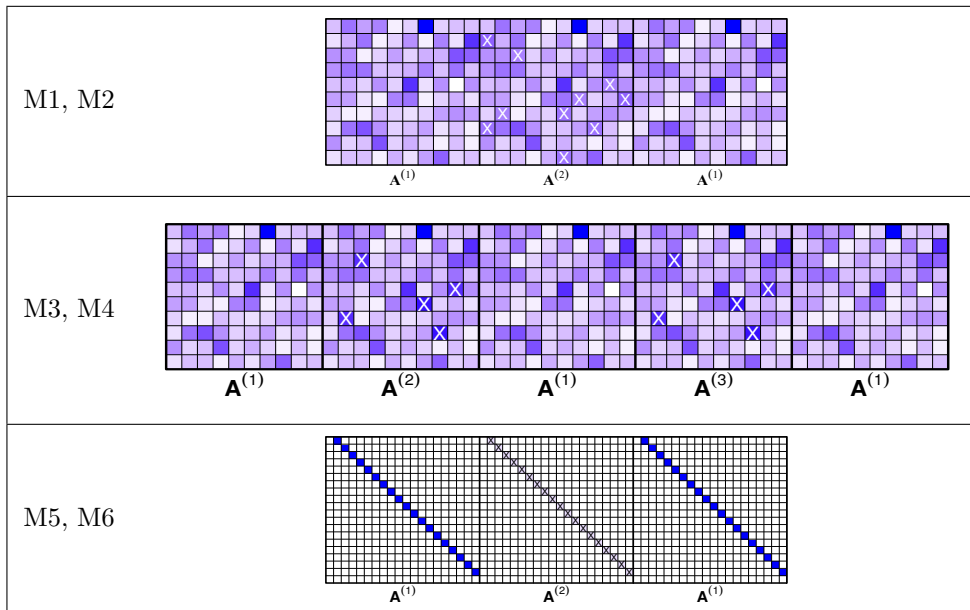 M1, M2
A^(1) A^(2) A^(1)
M3, M4
A^(1) A^(2) A^(1) A^(3) A^(1)
M5, M6
A^(1) A^(2) A^(1)